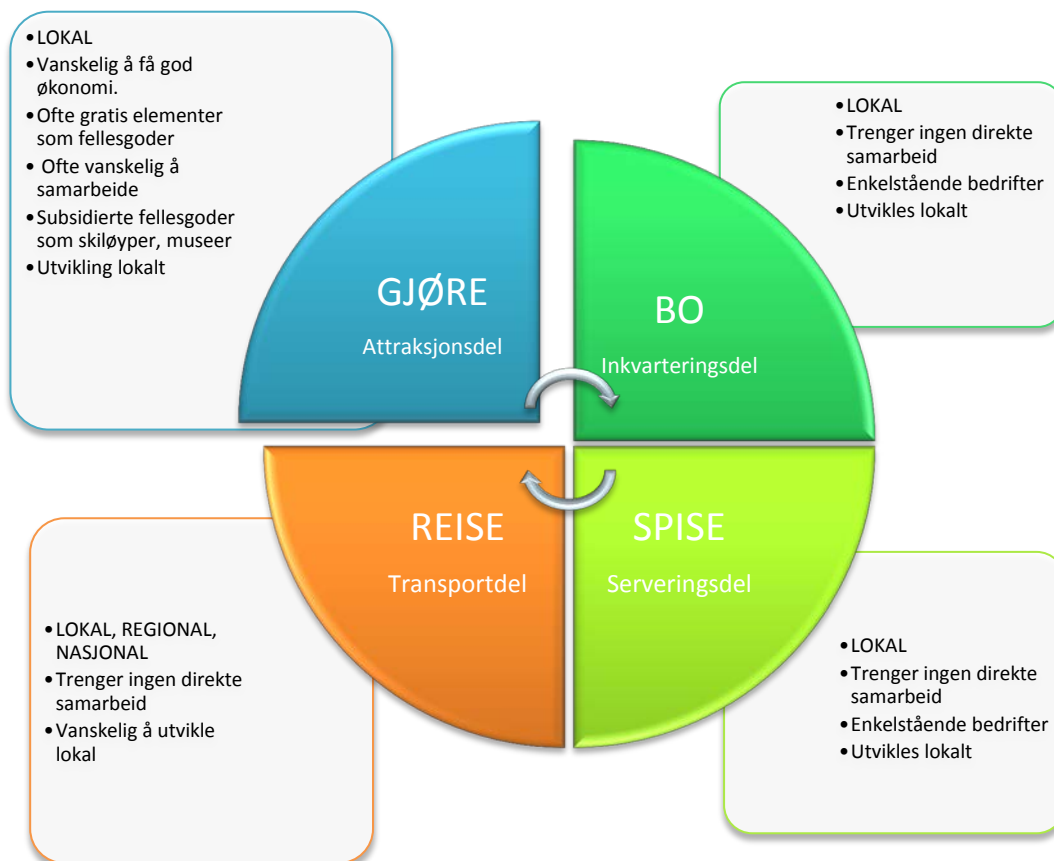 •LOKAL
•Vanskelig å få god
økonomi.
•Ofte gratis elementer
som fellesgoder
• Ofte vanskelig å
samarbeide
•Subsidierte fellesgoder
som skiløyper, museer
•Utvikling lokalt
•LOKAL
•Trenger ingen direkte
samarbeid
•Enkelstående bedrifter
•Utvikles lokalt
GJØRE
Attraksjonsdel
BO
Inkvarteringsdel
REISE
Transportdel
SPISE
Serveringsdel
•LOKAL, REGIONAL,
NASJONAL
•Trenger ingen direkte
samarbeid
•Vanskelig å utvikle
lokal
•LOKAL
•Trenger ingen direkte
samarbeid
•Enkelstående bedrifter
•Utvikles lokalt